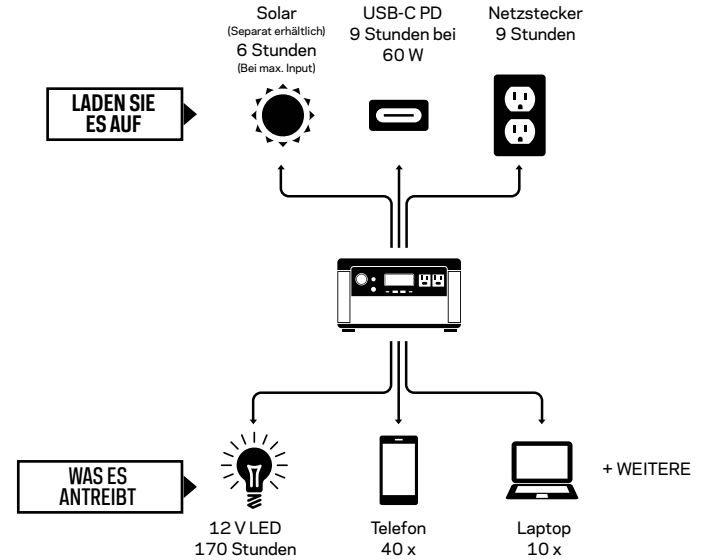 Solar
(Separat erhältlich)
6 Stunden
(Bei max. Input)
USB-C PD
9 Stunden bei
60 W
Netzstecker
9 Stunden
LADEN SIE
ES AUF
WAS ES
ANTREIBT
12 V LED
170 Stunden
Telefon
40 x
Laptop
10 x
+ WEITERE